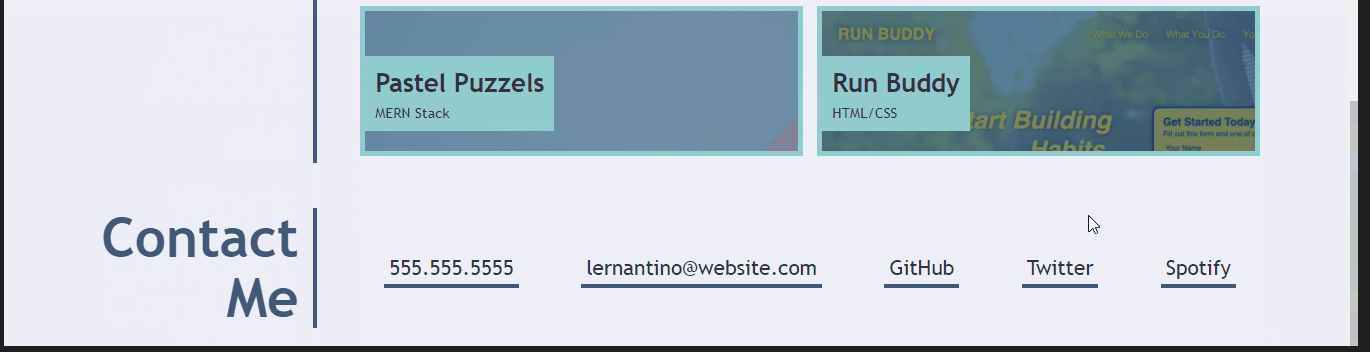 RUN BUDDY
What We Do What You Do
Pastel Puzzels
MERN Stack
Run Buddy
HTML/CSS
Start Building
Habits
Get Started Today
Fill out this form and one of
Your Name
Contact
Me
555.555.5555
lernantino@website.com
GitHub
Twitter
Spotify